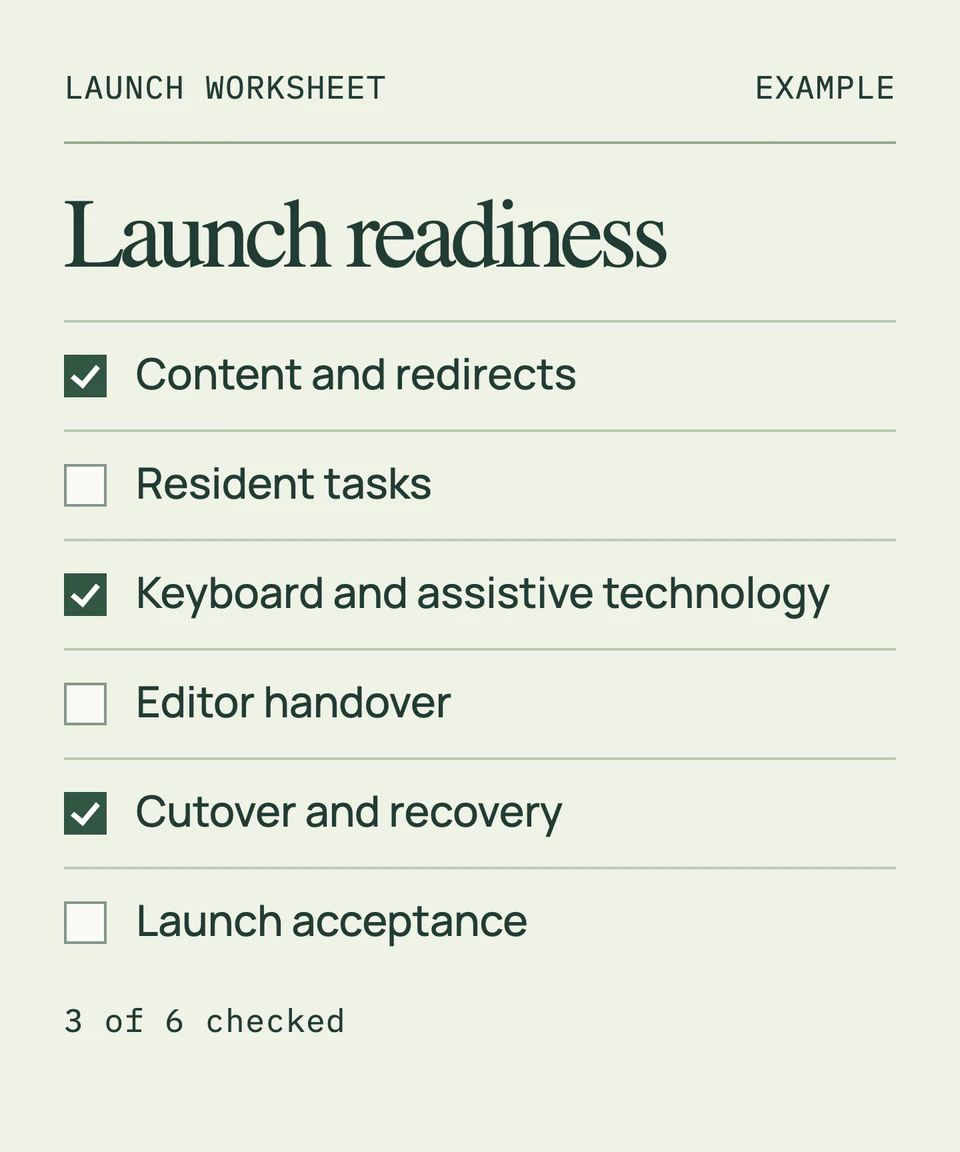 LAUNCH WORKSHEET EXAMPLE
Launch readiness
Content and redirects
Resident tasks
Keyboard and assistive technology
Editor handover
Cutover and recovery
Launch acceptance
3 of 6 checked